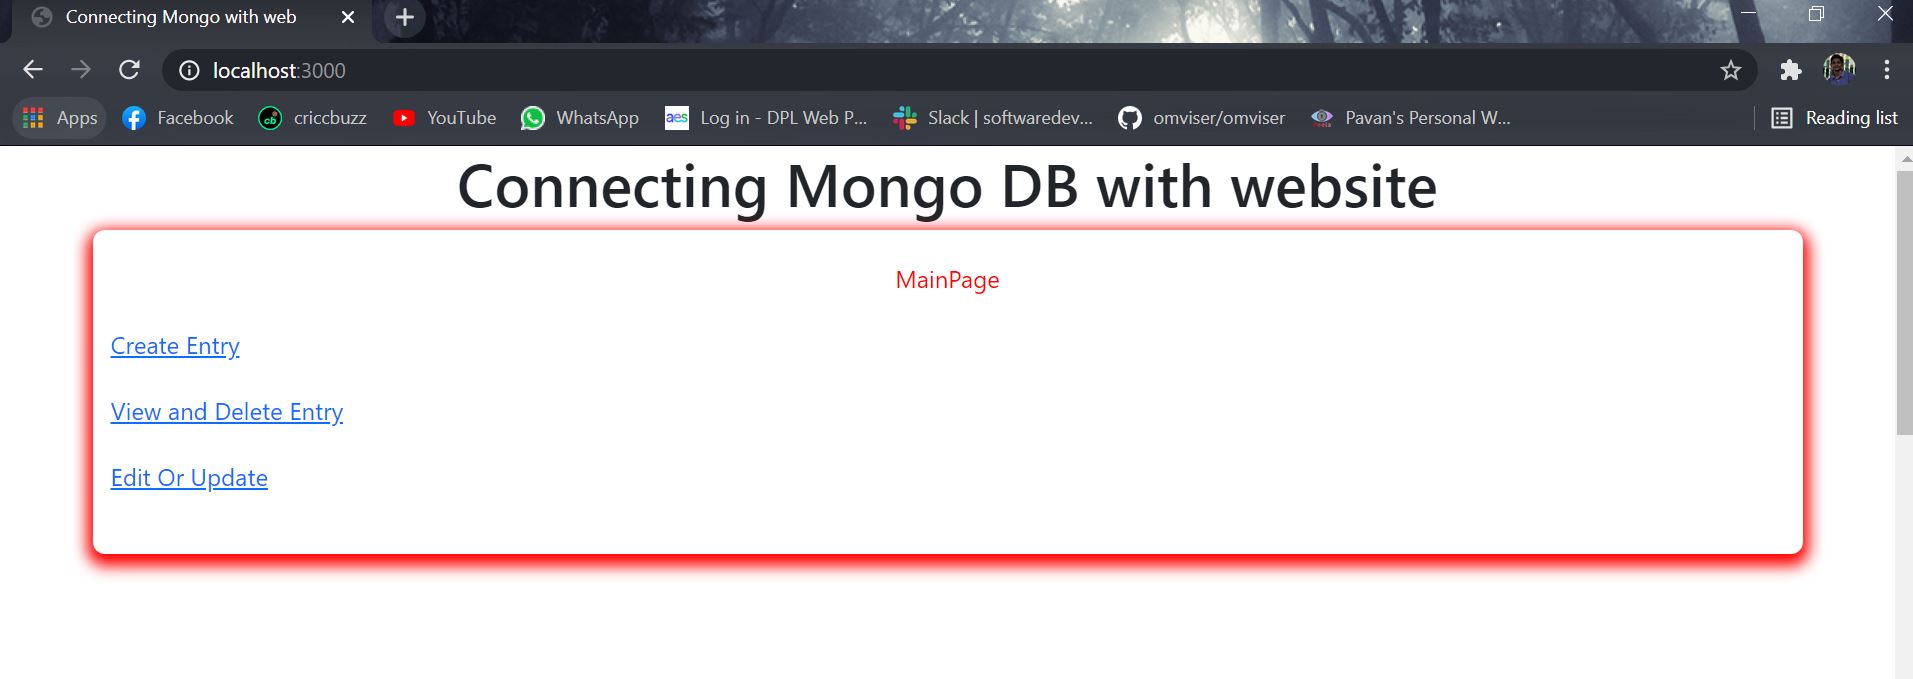 Connecting Mongo with web
localhost:3000
Apps Facebook criccbuzz YouTube WhatsApp aes Log in - DPL Web P... Slack | softwaredev... omviser/omviser Pavan's Personal W... Reading list
Connecting Mongo DB with website
MainPage
Create Entry
View and Delete Entry
Edit Or Update